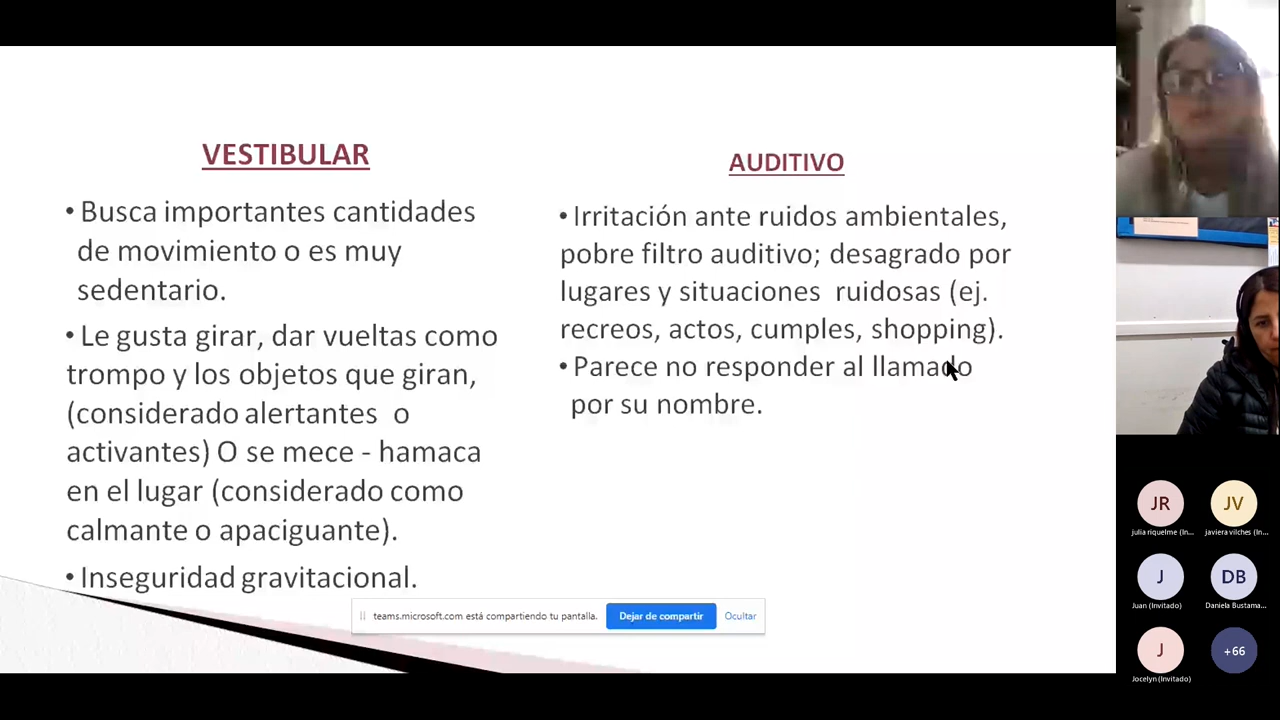 VESTIBULAR
•Busca importantes cantidades
de movimiento o es muy
sedentario.
•Le gusta girar, dar vueltas como
trompo y los objetos que giran,
(considerado alertantes o
activantes) O se mece - hamaca
en el lugar (considerado como
calmante o apaciguante).
•Inseguridad gravitacional.
AUDITIVO
•Irritación ante ruidos ambientales,
pobre filtro auditivo; desagrado por
lugares y situaciones ruidosas (ej.
recreos, actos, cumples, shopping).
•Parece no responder al llamado
por su nombre.
teams.microsoft.com está compartiendo tu pantalla. Dejar de compartir Ocultar
JR JV
julia riquelme (In... javiera vilches (In...
J DB
Juan (Invitado) Daniela Bustama...
J +66
Jocelyn (Invitado)